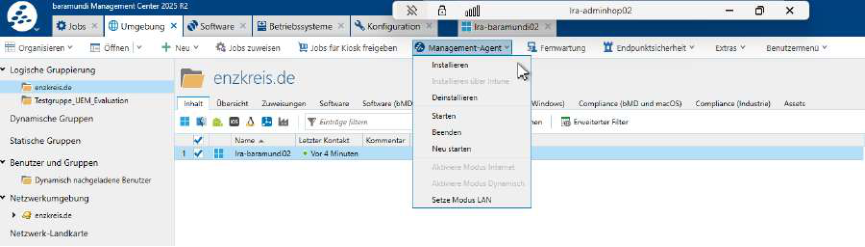 baramundi Management Center 2025 R2
lra-adminhop02
Jobs Umgebung Software Betriebssysteme Konfiguration lra-baramundi02
Organisieren Öffnen Neu Jobs zuweisen Jobs für Kiosk freigeben Management-Agent Fernwartung Endpunktsicherheit Extras Benutzermenü
Logische Gruppierung
enzkreis.de
Testgruppe_UEM_Evaluation
Dynamische Gruppen
Statische Gruppen
Benutzer und Gruppen
Dynamisch nachgeladene Benutzer
Netzwerkumgebung
enzkreis.de
Netzwerk-Landkarte
enzkreis.de
Inhalt Übersicht Zuweisungen Software Software (bMD Windows) Compliance (bMD und macOS) Compliance (Industrie) Assets
Einträge filtern
nen Erweiterter Filter
Name Letzter Kontakt Kommentar
1 lra-baramundi02 Vor 4 Minuten
Installieren
Installieren über Intune
Deinstallieren
Starten
Beenden
Neu starten
Aktiviere Modus Internet
Aktiviere Modus Dynamisch
Setze Modus LAN